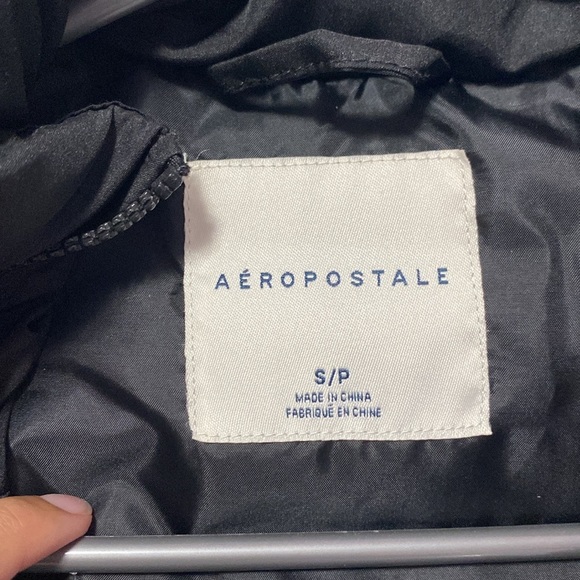 AÉROPOSTALE
S/P
MADE IN CHINA
FABRIQUÉ EN CHINE